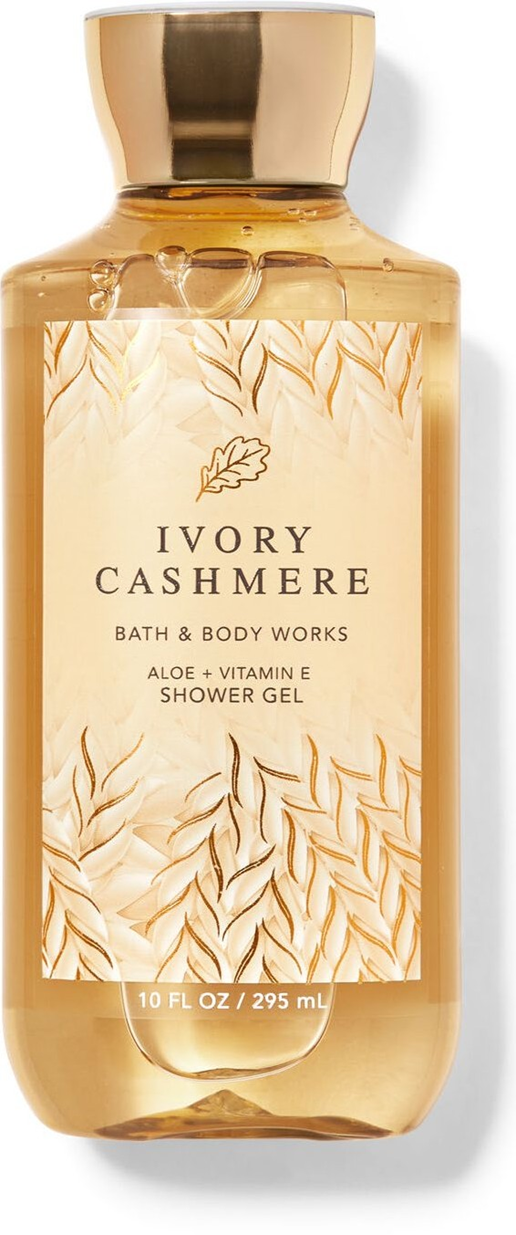 IVORY
CASHMERE
BATH & BODY WORKS
ALOE + VITAMIN E
SHOWER GEL
10 FL OZ / 295 mL